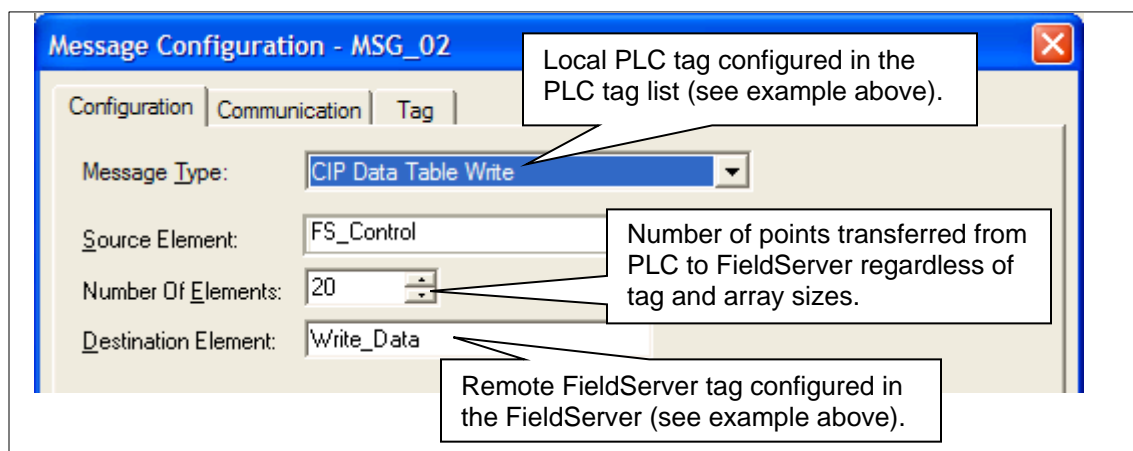 Message Configuration - MSG_02
Local PLC tag configured in the
PLC tag list (see example above).
Configuration Communication Tag
Message Type: CIP Data Table Write
Source Element: FS_Control
Number of points transferred from
PLC to FieldServer regardless of
tag and array sizes.
Number Of Elements: 20
Destination Element: Write_Data
Remote FieldServer tag configured in
the FieldServer (see example above).